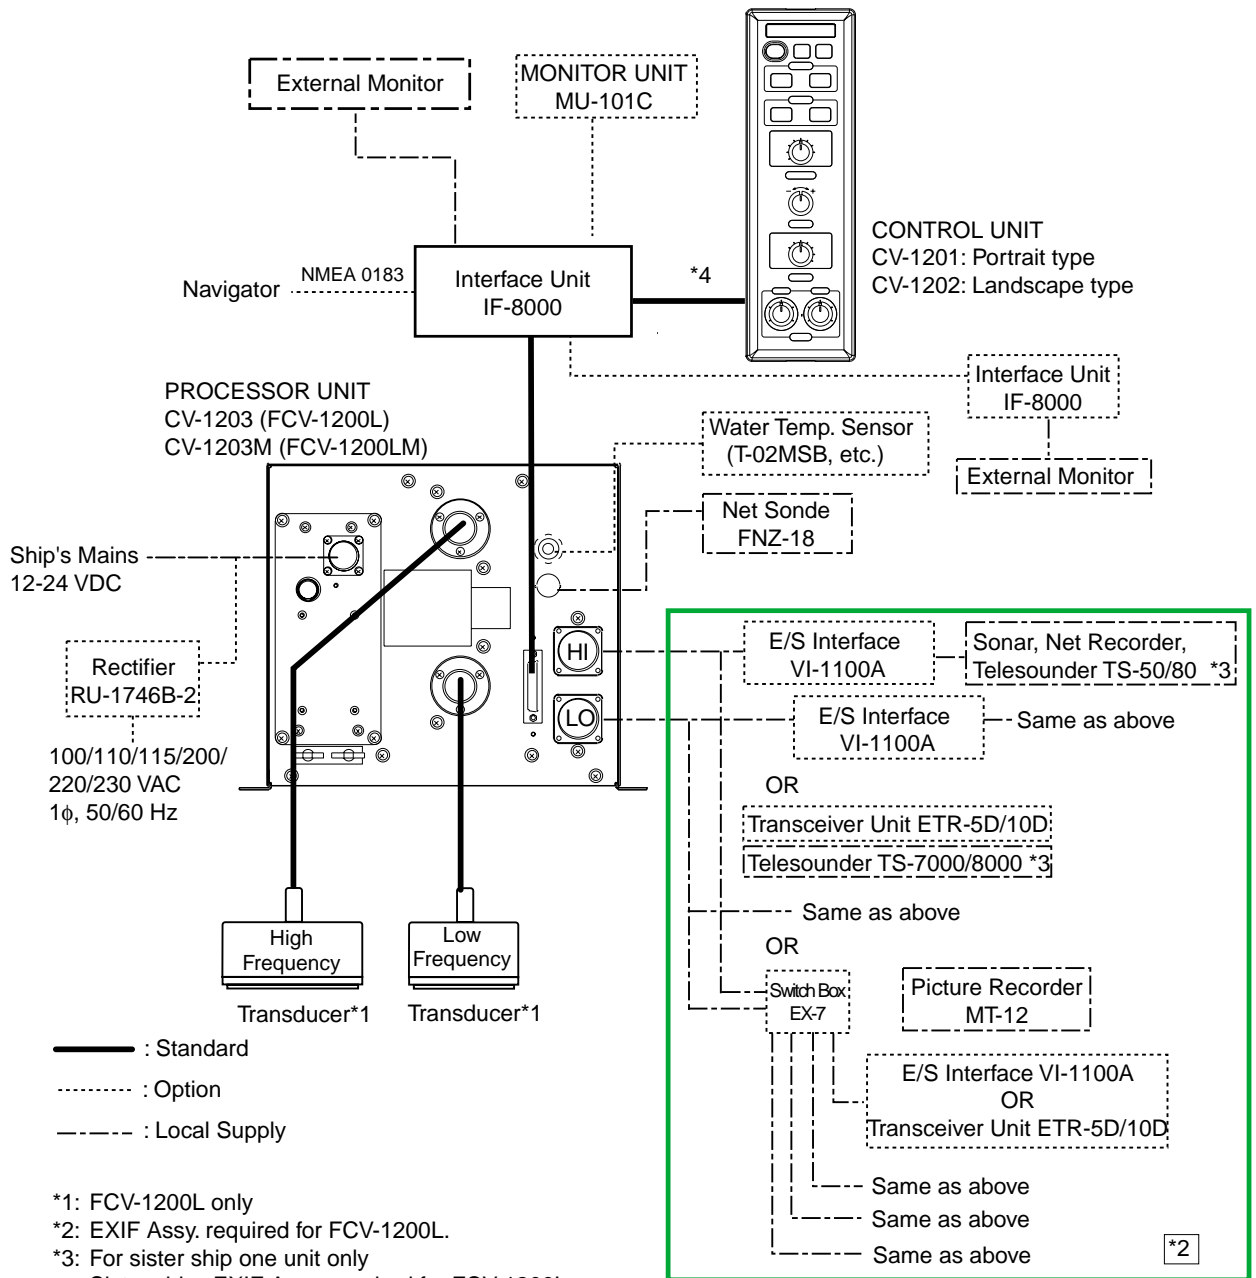 External Monitor
MONITOR UNIT
MU-101C
CONTROL UNIT
CV-1201: Portrait type
CV-1202: Landscape type
Navigator
NMEA 0183
Interface Unit
IF-8000
*4
PROCESSOR UNIT
CV-1203 (FCV-1200L)
CV-1203M (FCV-1200LM)
Interface Unit
IF-8000
External Monitor
Water Temp. Sensor
(T-02MSB, etc.)
Net Sonde
FNZ-18
Ship's Mains
12-24 VDC
Rectifier
RU-1746B-2
100/110/115/200/
220/230 VAC
1ϕ, 50/60 Hz
HI
LO
E/S Interface
VI-1100A
Sonar, Net Recorder,
Telesounder TS-50/80 *3
E/S Interface
VI-1100A
Same as above
OR
Transceiver Unit ETR-5D/10D
Telesounder TS-7000/8000 *3
Same as above
OR
Switch Box
EX-7
Picture Recorder
MT-12
E/S Interface VI-1100A
OR
Transceiver Unit ETR-5D/10D
Same as above
Same as above
Same as above
*2
High
Frequency
Low
Frequency
Transducer*1
Transducer*1
: Standard
: Option
: Local Supply
*1: FCV-1200L only
*2: EXIF Assy. required for FCV-1200L.
*3: For sister ship one unit only